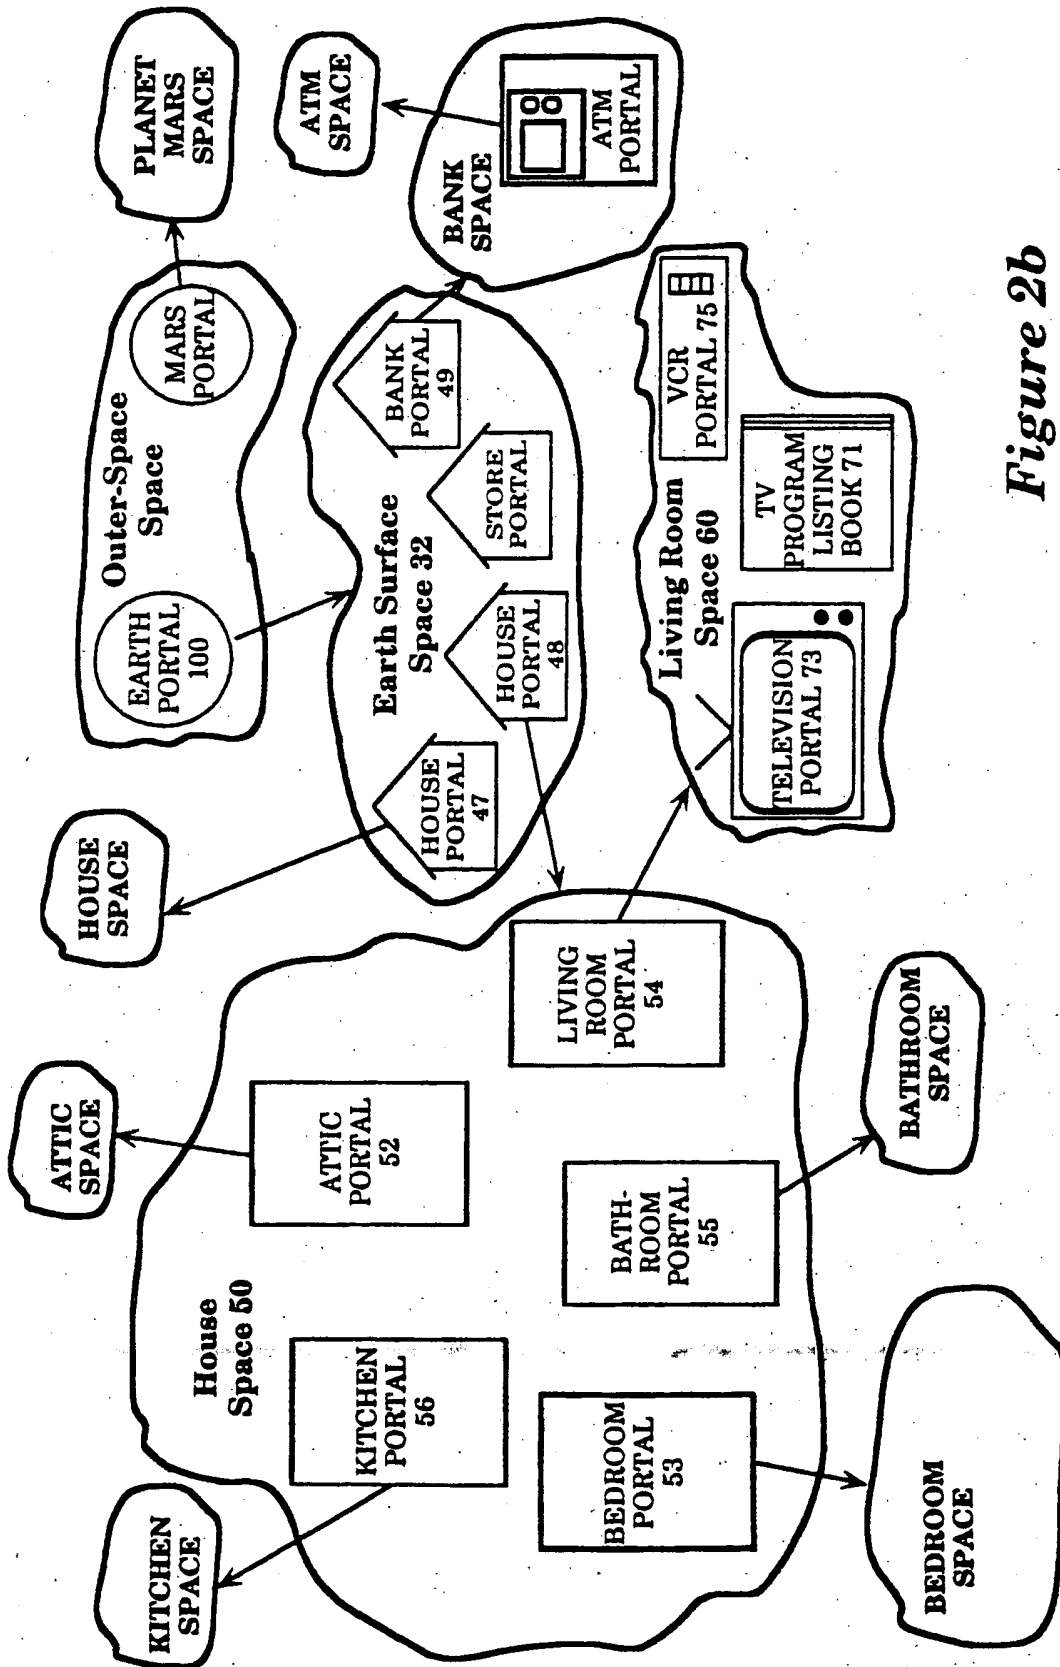 KITCHEN
SPACE
ATTIC
SPACE
HOUSE
SPACE
Outer-Space
Space
EARTH
PORTAL
100
MARS
PORTAL
PLANET
MARS
SPACE
ATM
SPACE
House
Space 50
KITCHEN
PORTAL
56
ATTIC
PORTAL
52
BEDROOM
PORTAL
53
BATH-
ROOM
PORTAL
55
LIVING
ROOM
PORTAL
54
Earth Surface
Space 32
HOUSE
PORTAL
47
HOUSE
PORTAL
48
STORE
PORTAL
BANK
PORTAL
49
BANK
SPACE
ATM
PORTAL
BEDROOM
SPACE
BATHROOM
SPACE
Living Room
Space 60
TELEVISION
PORTAL 73
TV
PROGRAM
LISTING
BOOK 71
VCR
PORTAL 75
Figure 2b